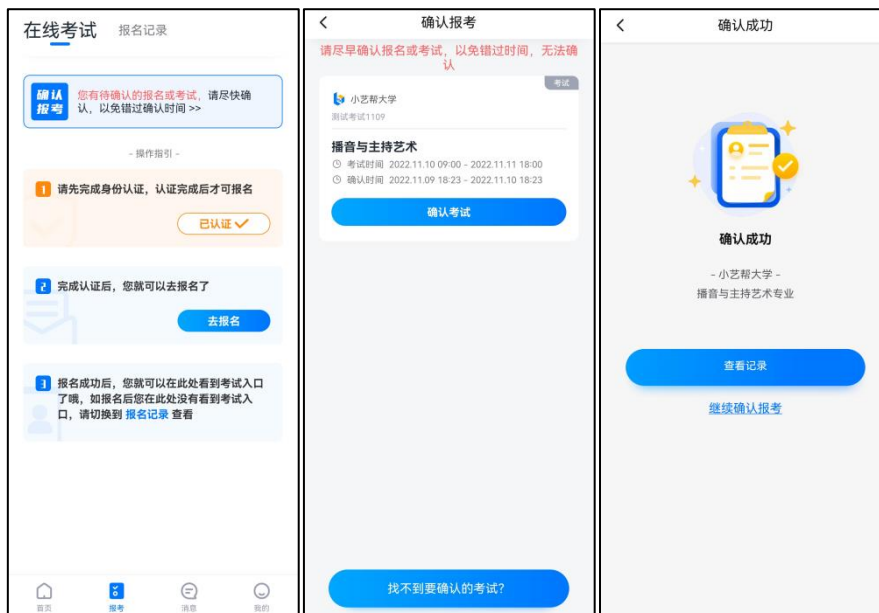 在线考试 报名记录
确认
报考
您有待确认的报名或考试，请尽快确
认，以免错过确认时间 >>
- 操作指引 -
1 请先完成身份认证，认证完成后才可报名
已认证
2 完成认证后，您就可以去报名了
去报名
3 报名成功后，您就可以在此处看到考试入口
了哦，如报名后您在此处没有看到考试入
口，请切换到 报名记录 查看
首页 报考 消息 我的
确认报考
请尽早确认报名或考试，以免错过时间，无法确
认
考试
小艺帮大学
测试考试1109
播音与主持艺术
考试时间 2022.11.10 09:00 - 2022.11.11 18:00
确认时间 2022.11.09 18:23 - 2022.11.10 18:23
确认考试
找不到要确认的考试？
确认成功
确认成功
- 小艺帮大学 -
播音与主持艺术专业
查看记录
继续确认报考